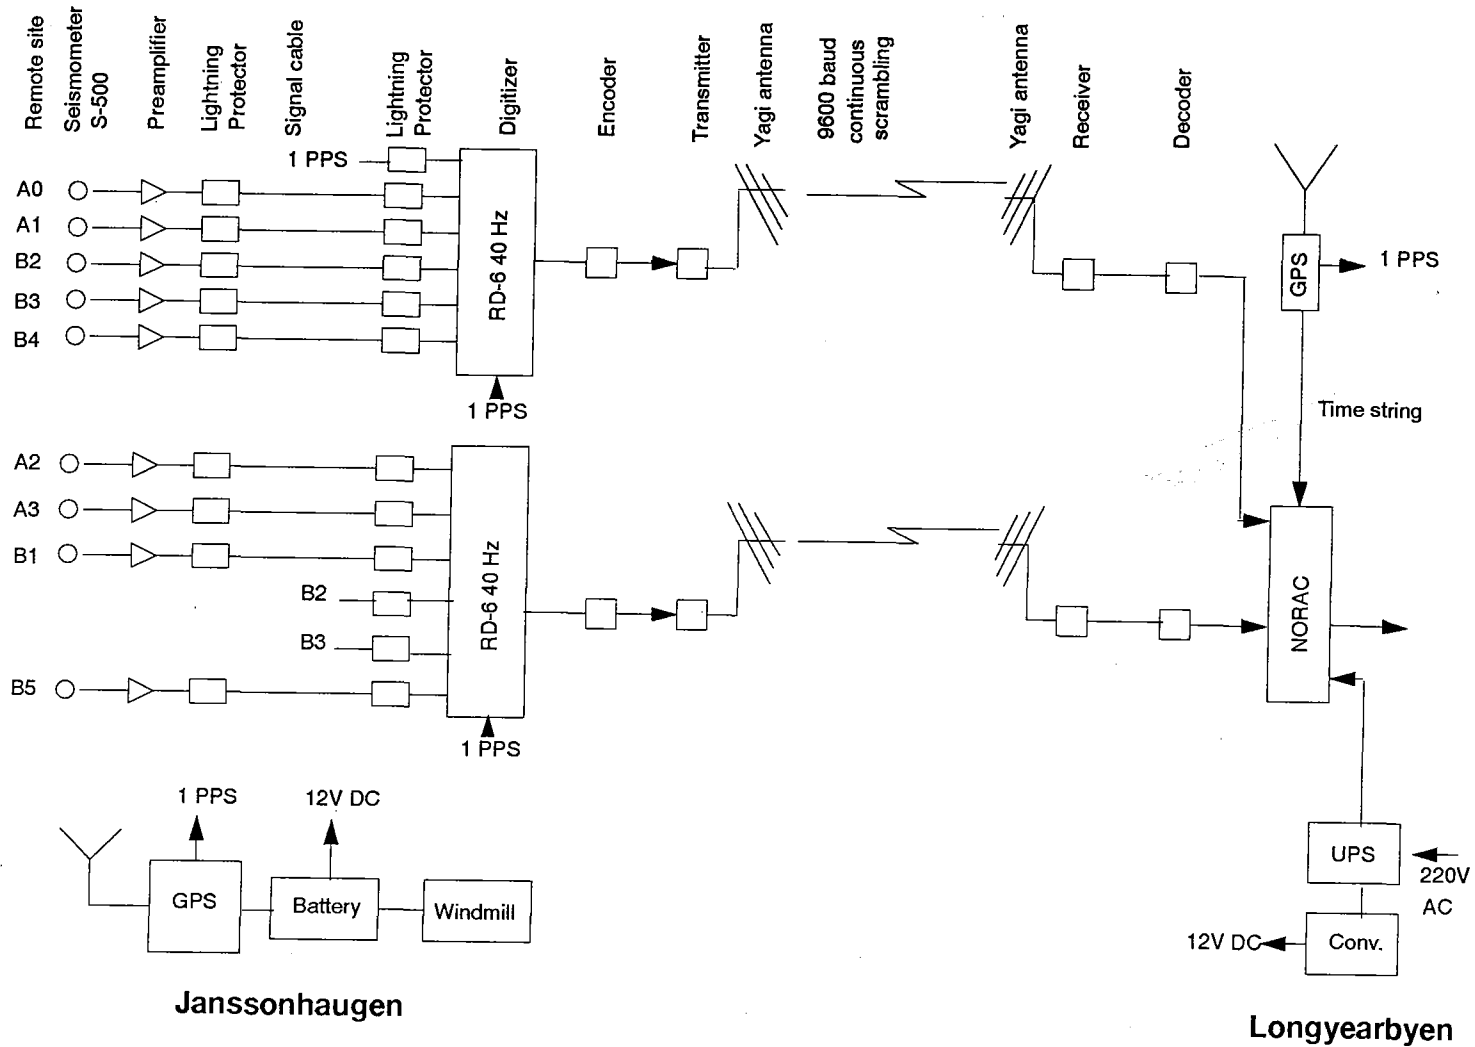 Remote site
Seismometer
S-500
Preamplifier
Lightning
Protector
Signal cable
Lightning
Protector
Digitizer
Encoder
Transmitter
Yagi antenna
9600 baud
continuous
scrambling
Yagi antenna
Receiver
Decoder
1 PPS
A0
A1
B2
B3
B4
RD-6 40 Hz
1 PPS
GPS
1 PPS
Time string
A2
A3
B1
B2
B3
B5
RD-6 40 Hz
1 PPS
NORAC
1 PPS
12V DC
GPS
Battery
Windmill
UPS
220V
AC
12V DC
Conv.
Janssonhaugen
Longyearbyen